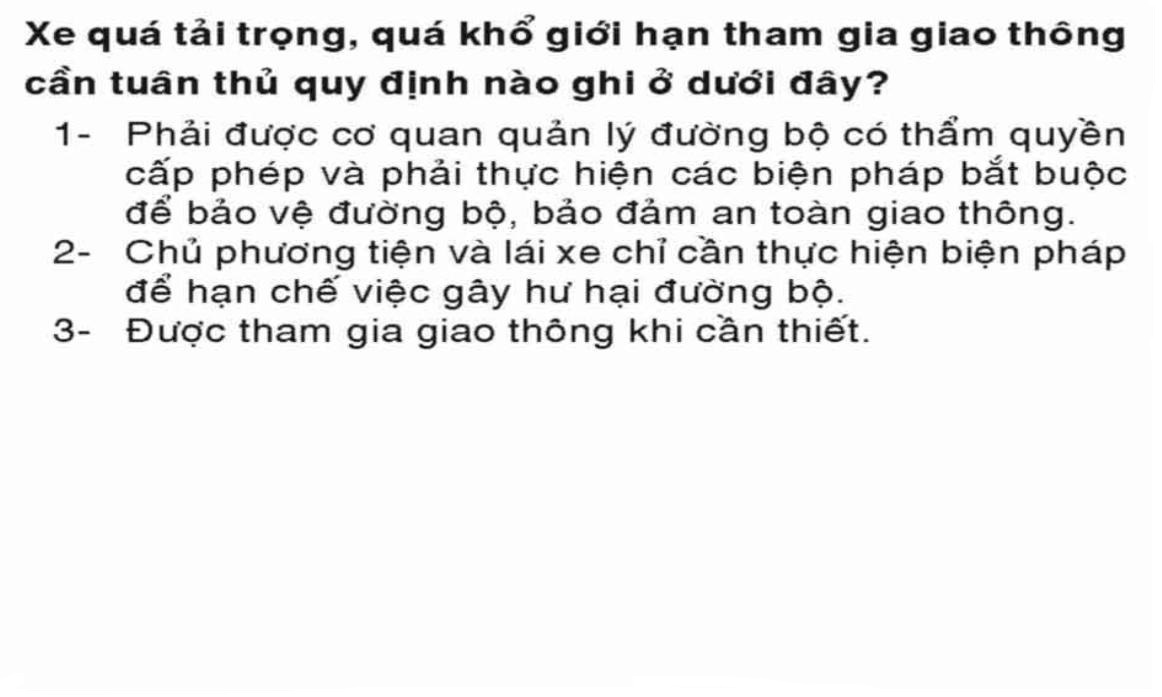 Xe quá tải trọng, quá khổ giới hạn tham gia giao thông
cần tuân thủ quy định nào ghi ở dưới đây?
1- Phải được cơ quan quản lý đường bộ có thẩm quyền
cấp phép và phải thực hiện các biện pháp bắt buộc
để bảo vệ đường bộ, bảo đảm an toàn giao thông.
2- Chủ phương tiện và lái xe chỉ cần thực hiện biện pháp
để hạn chế việc gây hư hại đường bộ.
3- Được tham gia giao thông khi cần thiết.